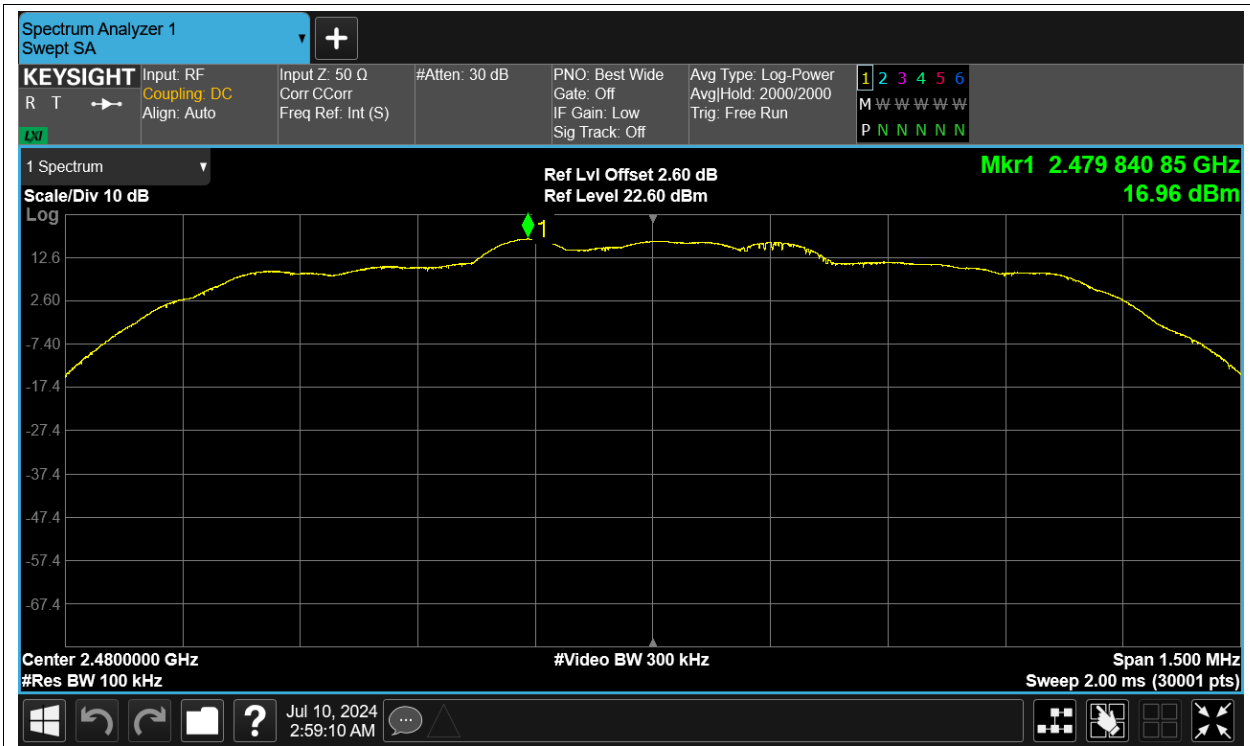 Spectrum Analyzer 1
Swept SA
KEYSIGHT
R T
LXI
Input: RF
Coupling: DC
Align: Auto
Input Z: 50 Ω
Corr CCorr
Freq Ref: Int (S)
#Atten: 30 dB
PNO: Best Wide
Gate: Off
IF Gain: Low
Sig Track: Off
Avg Type: Log-Power
Avg|Hold: 2000/2000
Trig: Free Run
1 2 3 4 5 6
M W W W W W
P N N N N N
1 Spectrum
Scale/Div 10 dB
Log
Ref Lvl Offset 2.60 dB
Ref Level 22.60 dBm
Mkr1 2.479 840 85 GHz
16.96 dBm
1
12.6
2.60
-7.40
-17.4
-27.4
-37.4
-47.4
-57.4
-67.4
Center 2.4800000 GHz
#Res BW 100 kHz
#Video BW 300 kHz
Span 1.500 MHz
Sweep 2.00 ms (30001 pts)
?
Jul 10, 2024
2:59:10 AM